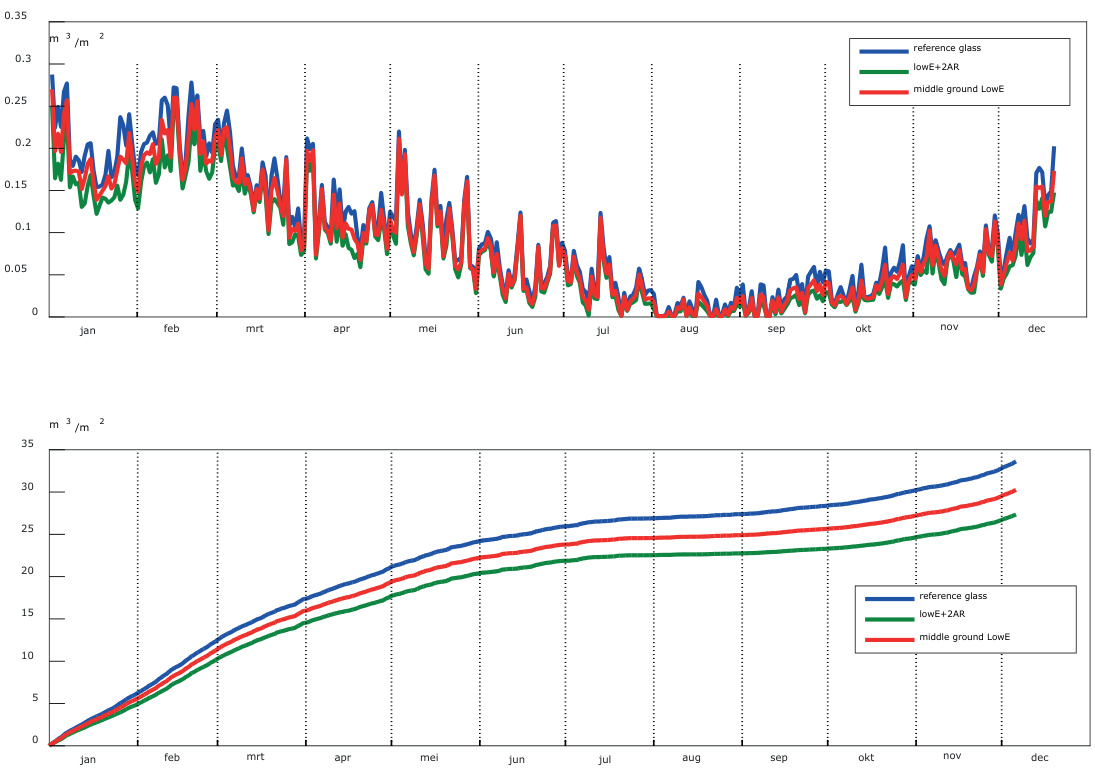 0.35
m 3 /m 2
0.3
0.25
0.2
0.15
0.1
0.05
0
reference glass
lowE+2AR
middle ground LowE
jan feb mrt apr mei jun jul aug sep okt nov dec
m 3 /m 2
35
30
25
20
15
10
5
0
reference glass
lowE+2AR
middle ground LowE
jan feb mrt apr mei jun jul aug sep okt nov dec